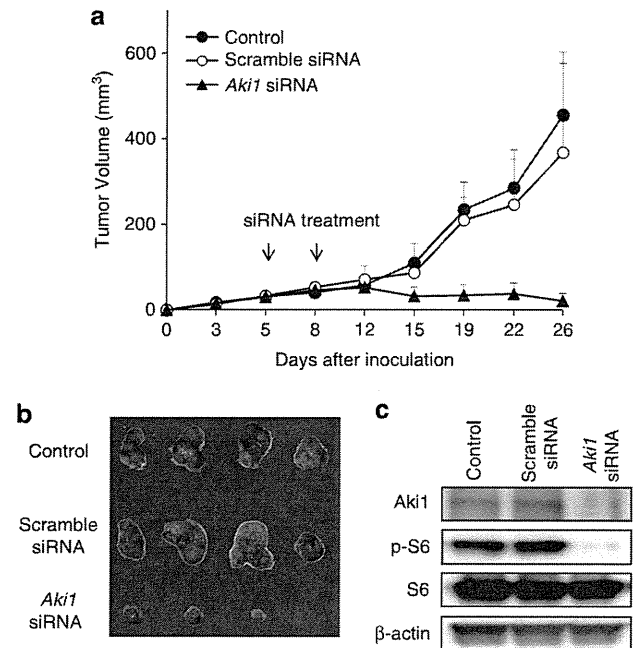 a
Control
Scramble siRNA
Aki1 siRNA
Tumor Volume (mm3)
600
400
200
0
siRNA treatment
0 3 5 8 12 15 19 22 26
Days after inoculation
b
Control
Scramble
siRNA
Aki1
siRNA
c
Control
Scramble
siRNA
Aki1
siRNA
Aki1
p-S6
S6
β-actin